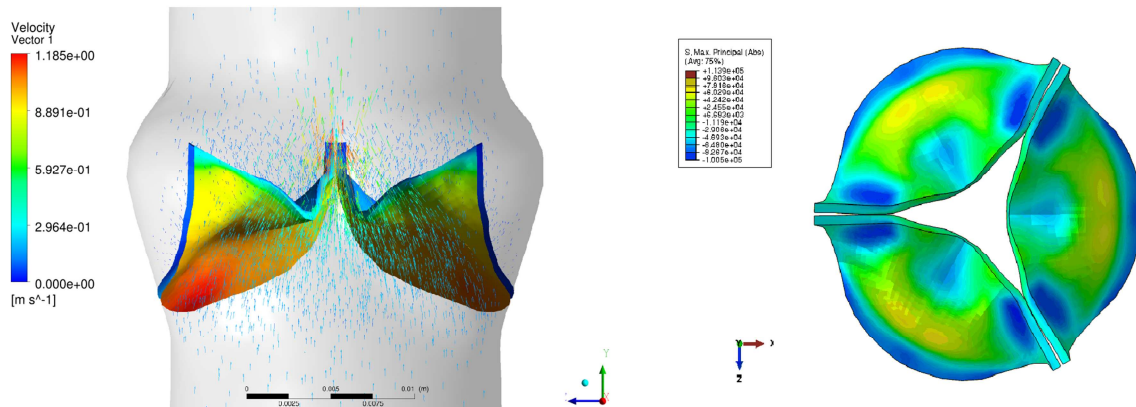 Velocity
Vector 1
1.185e+00
8.891e-01
5.927e-01
2.964e-01
0.000e+00
[m s^-1]
0
0.005
0.01 (m)
0.0025
0.0075
Y
S, Max. Principal (Abs)
(Avg: 75%)
+1.139e+05
+9.603e+04
+7.816e+04
+6.029e+04
+4.242e+04
+2.455e+04
+6.683e+03
-1.119e+04
-2.906e+04
-4.693e+04
-6.480e+04
-8.267e+04
-1.005e+05
Y
X
Z